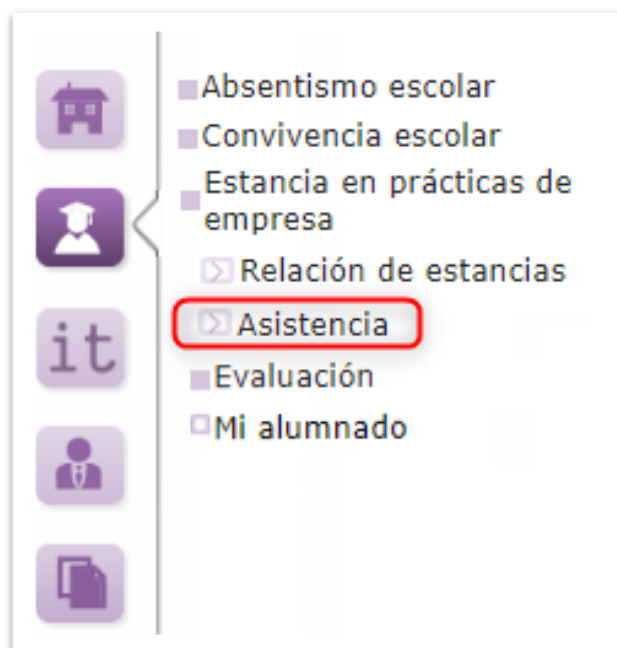 Absentismo escolar
Convivencia escolar
Estancia en prácticas de
empresa
Relación de estancias
it
Asistencia
Evaluación
Mi alumnado